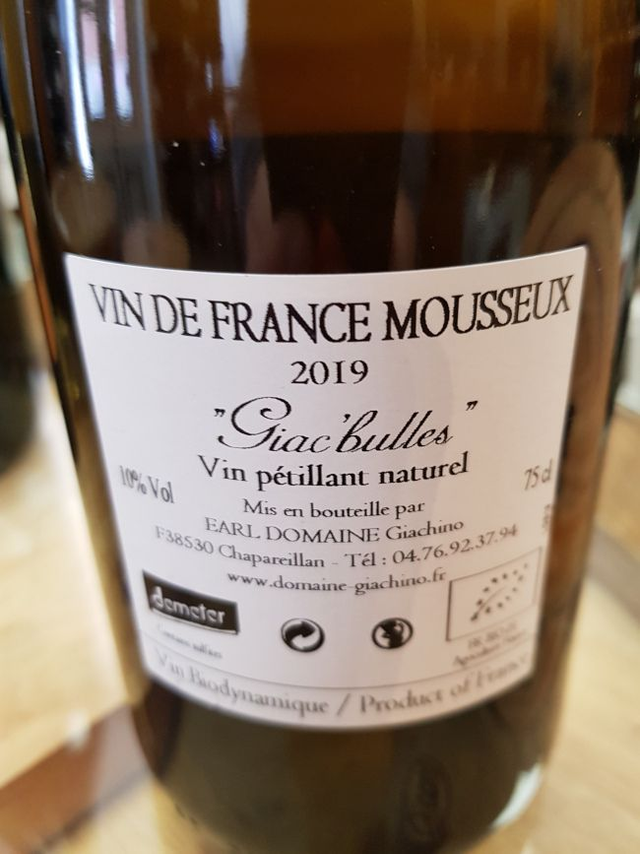 VIN DE FRANCE MOUSSEUX
2019
"Giac'bulles"
Vin pétillant naturel
10% Vol
75 cl
Mis en bouteille par
EARL DOMAINE Giachino
F38530 Chapareillan - Tél : 04.76.92.37.94
www.domaine-giachino.fr
demeter
Vin Biodynamique / Product of France